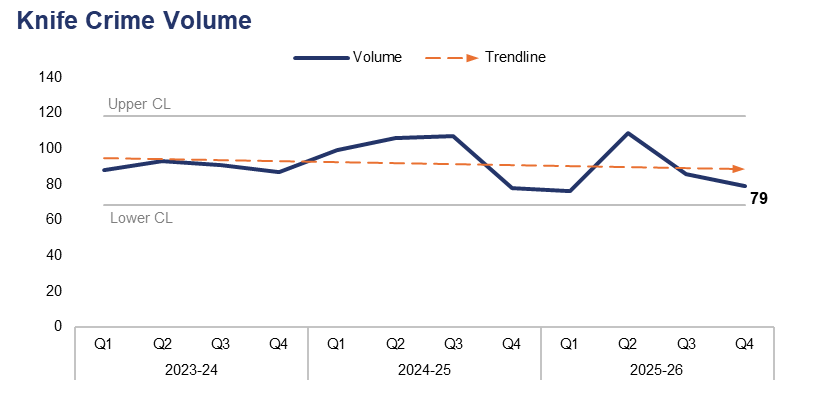 Knife Crime Volume
Volume Trendline
140
120
100
80
60
40
20
0
Upper CL
Lower CL
79
Q1 Q2 Q3 Q4 Q1 Q2 Q3 Q4 Q1 Q2 Q3 Q4
2023-24 2024-25 2025-26